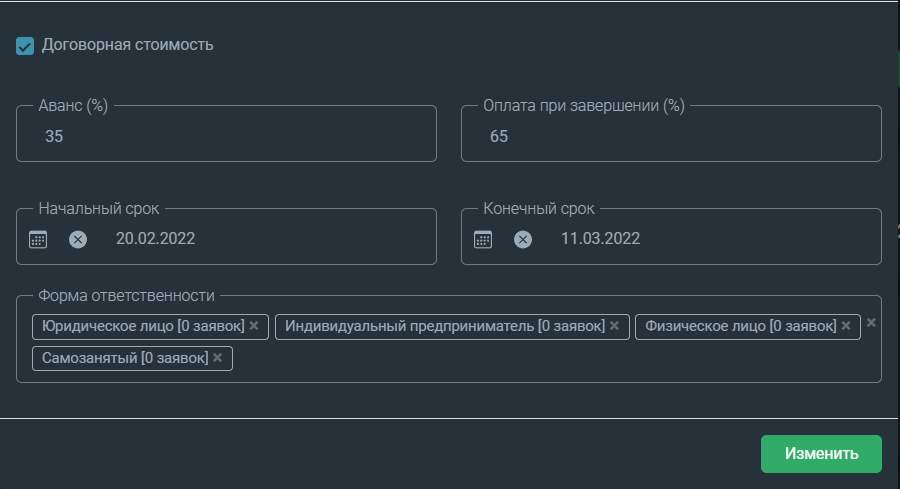 Договорная стоимость
Аванс (%)
35
Оплата при завершении (%)
65
Начальный срок
20.02.2022
Конечный срок
11.03.2022
Форма ответственности
Юридическое лицо [0 заявок] × Индивидуальный предприниматель [0 заявок] × Физическое лицо [0 заявок] × ×
Самозанятый [0 заявок] ×
Изменить